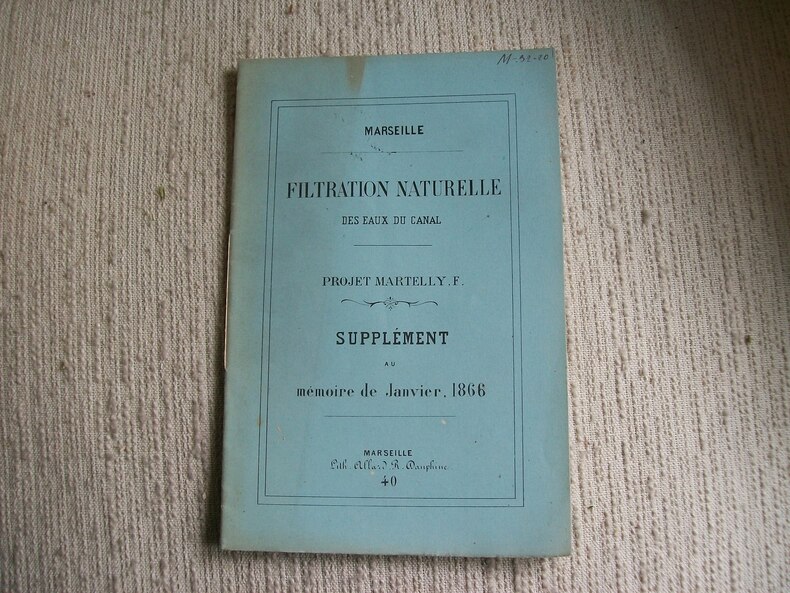 M-92-20
MARSEILLE
FILTRATION NATURELLE
DES EAUX DU CANAL
PROJET MARTELLY. F.
SUPPLÉMENT
AU
mémoire de Janvier, 1866
MARSEILLE
Lith. Allard R. Dauphine
40